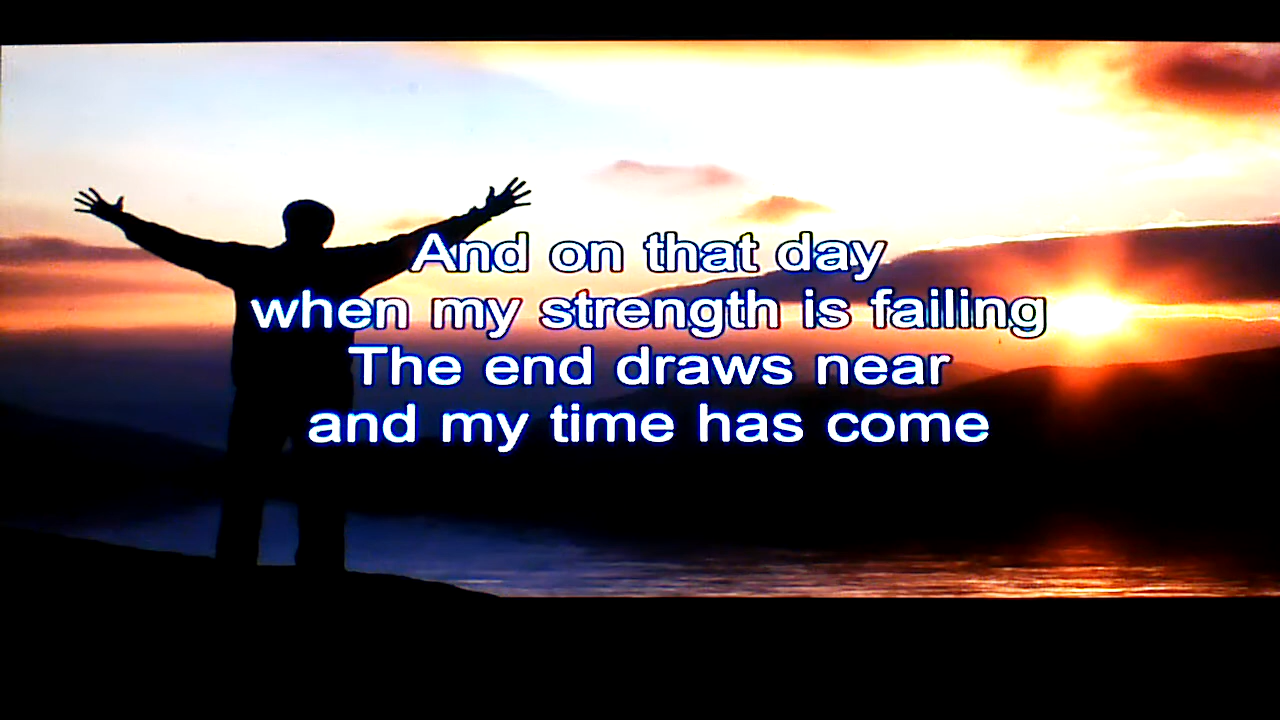 And on that day
when my strength is failing
The end draws near
and my time has come